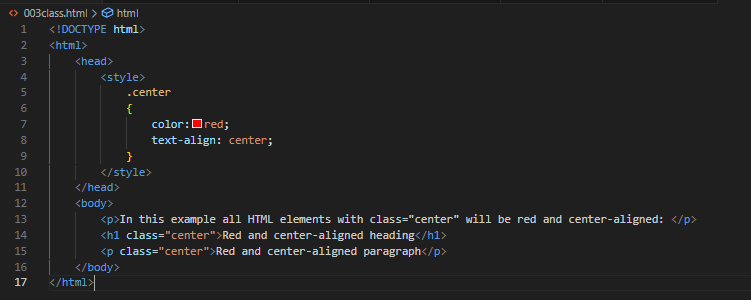 003class.html > html
1 <!DOCTYPE html>
2 <html>
3     <head>
4         <style>
5             .center
6             {
7                 color:red;
8                 text-align: center;
9             }
10         </style>
11     </head>
12     <body>
13         <p>In this example all HTML elements with class="center" will be red and center-aligned: </p>
14         <h1 class="center">Red and center-aligned heading</h1>
15         <p class="center">Red and center-aligned paragraph</p>
16     </body>
17 </html>